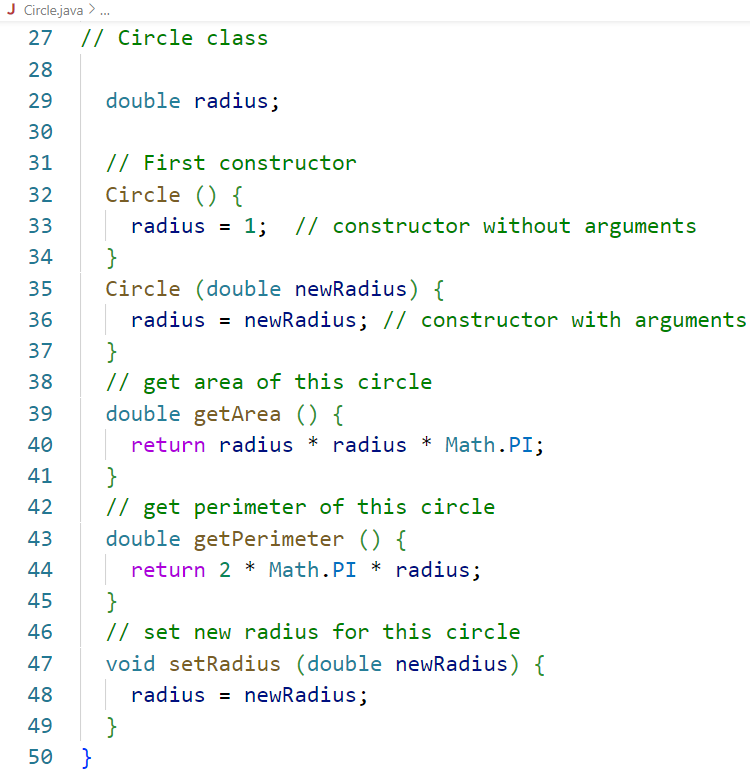 J Circle.java > ...
27 // Circle class
28
29 double radius;
30
31 // First constructor
32 Circle () {
33 radius = 1;  // constructor without arguments
34 }
35 Circle (double newRadius) {
36 radius = newRadius; // constructor with arguments
37 }
38 // get area of this circle
39 double getArea () {
40 return radius * radius * Math.PI;
41 }
42 // get perimeter of this circle
43 double getPerimeter () {
44 return 2 * Math.PI * radius;
45 }
46 // set new radius for this circle
47 void setRadius (double newRadius) {
48 radius = newRadius;
49 }
50 }